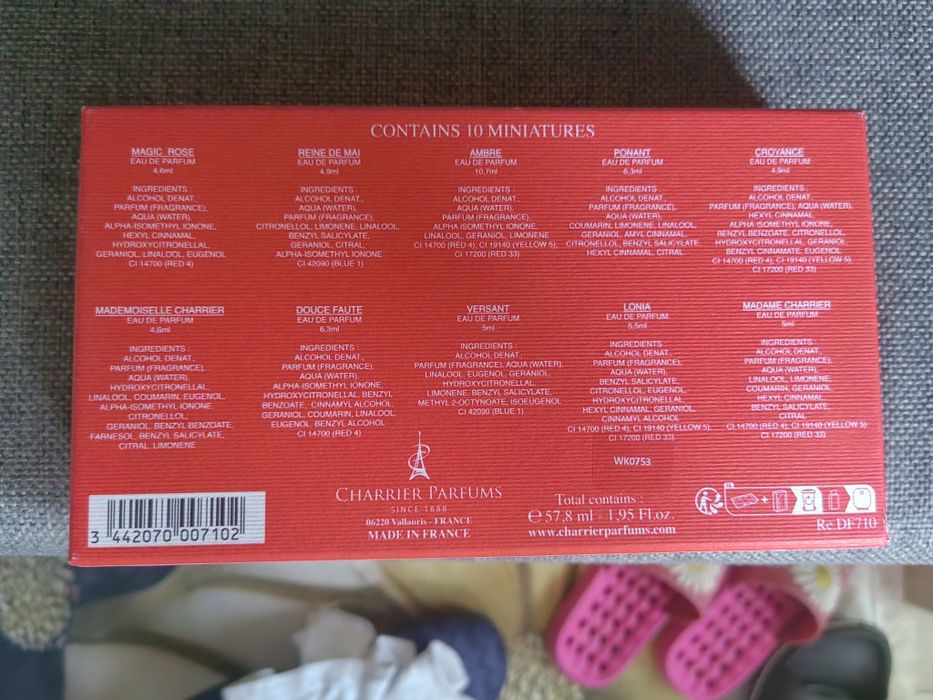 CONTAINS 10 MINIATURES
MAGIC ROSE
EAU DE PARFUM
4,6ml
INGREDIENTS :
ALCOHOL DENAT.,
PARFUM (FRAGRANCE),
AQUA (WATER),
ALPHA-ISOMETHYL IONONE,
HEXYL CINNAMAL,
HYDROXYCITRONELLAL,
GERANIOL, LINALOOL, EUGENOL
CI 14700 (RED 4)
REINE DE MAI
EAU DE PARFUM
4,9ml
INGREDIENTS
ALCOHOL DENAT.,
AQUA (WATER),
PARFUM (FRAGRANCE),
CITRONELLOL, LIMONENE, LINALOOL,
BENZYL SALICYLATE,
GERANIOL, CITRAL,
ALPHA-ISOMETHYL IONONE
CI 42090 (BLUE 1)
AMBRE
EAU DE PARFUM
10,7ml
INGREDIENTS :
ALCOHOL DENAT.,
AQUA (WATER),
PARFUM (FRAGRANCE),
ALPHA-ISOMETHYL IONONE,
LINALOOL, GERANIOL, LIMONENE
CI 14700 (RED 4), CI 19140 (YELLOW 5),
CI 17200 (RED 33)
PONANT
EAU DE PARFUM
6,3ml
INGREDIENTS
ALCOHOL DENAT.,
PARFUM (FRAGRANCE),
AQUA (WATER),
COUMARIN, LIMONENE, LINALOOL,
GERANIOL, AMYL CINNAMAL,
CITRONELLOL, BENZYL SALICYLATE,
HEXYL CINNAMAL, CITRAL
CROYANCE
EAU DE PARFUM
4,9ml
INGREDIENTS :
ALCOHOL DENAT.,
PARFUM (FRAGRANCE), AQUA (WATER),
HEXYL CINNAMAL,
ALPHA-ISOMETHYL IONONE,
BENZYL BENZOATE, CITRONELLOL,
HYDROXYCITRONELLAL, GERANIOL,
BENZYL CINNAMATE, EUGENOL
CI 14700 (RED 4), CI 19140 (YELLOW 5),
CI 17200 (RED 33)
MADEMOISELLE CHARRIER
EAU DE PARFUM
4,6ml
INGREDIENTS :
ALCOHOL DENAT.,
PARFUM (FRAGRANCE),
AQUA (WATER),
HYDROXYCITRONELLAL,
LINALOOL, COUMARIN, EUGENOL,
ALPHA-ISOMETHYL IONONE,
CITRONELLOL,
GERANIOL, BENZYL BENZOATE,
FARNESOL, BENZYL SALICYLATE,
CITRAL, LIMONENE
DOUCE FAUTE
EAU DE PARFUM
6,3ml
INGREDIENTS :
ALCOHOL DENAT.,
PARFUM (FRAGRANCE),
AQUA (WATER),
ALPHA-ISOMETHYL IONONE,
HYDROXYCITRONELLAL, BENZYL
BENZOATE, CINNAMYL ALCOHOL
GERANIOL, COUMARIN, LINALOOL,
EUGENOL, BENZYL ALCOHOL
CI 14700 (RED 4)
VERSANT
EAU DE PARFUM
5ml
INGREDIENTS :
ALCOHOL DENAT.,
PARFUM (FRAGRANCE), AQUA (WATER),
LINALOOL, EUGENOL, GERANIOL,
HYDROXYCITRONELLAL
LIMONENE, BENZYL SALICYLATE,
METHYL 2-OCTYNOATE, ISOEUGENOL
CI 42090 (BLUE 1)
LONIA
EAU DE PARFUM
5,5ml
INGREDIENTS :
ALCOHOL DENAT.,
PARFUM (FRAGRANCE),
AQUA (WATER),
BENZYL SALICYLATE,
CITRONELLOL, EUGENOL,
HYDROXYCITRONELLAL,
HEXYL CINNAMAL, GERANIOL,
CINNAMYL ALCOHOL
CI 14700 (RED 4), CI 19140 (YELLOW 5)
CI 17200 (RED 33)
MADAME CHARRIER
EAU DE PARFUM
5ml
INGREDIENTS :
ALCOHOL DENAT.,
PARFUM (FRAGRANCE),
AQUA (WATER),
LINALOOL, LIMONENE
COUMARIN, GERANIOL
HEXYL CINNAMAL
BENZYL SALICYLATE,
CITRAL
CI 14700 (RED 4), CI 19140 (YELLOW 5)
CI 17200 (RED 33)
WK0753
CHARRIER PARFUMS
SINCE 1888
06220 Vallauris - FRANCE
MADE IN FRANCE
Total contains :
e 57,8 ml - 1,95 Fl.oz.
www.charrierparfums.com
Re.DF710
3 442070 007102